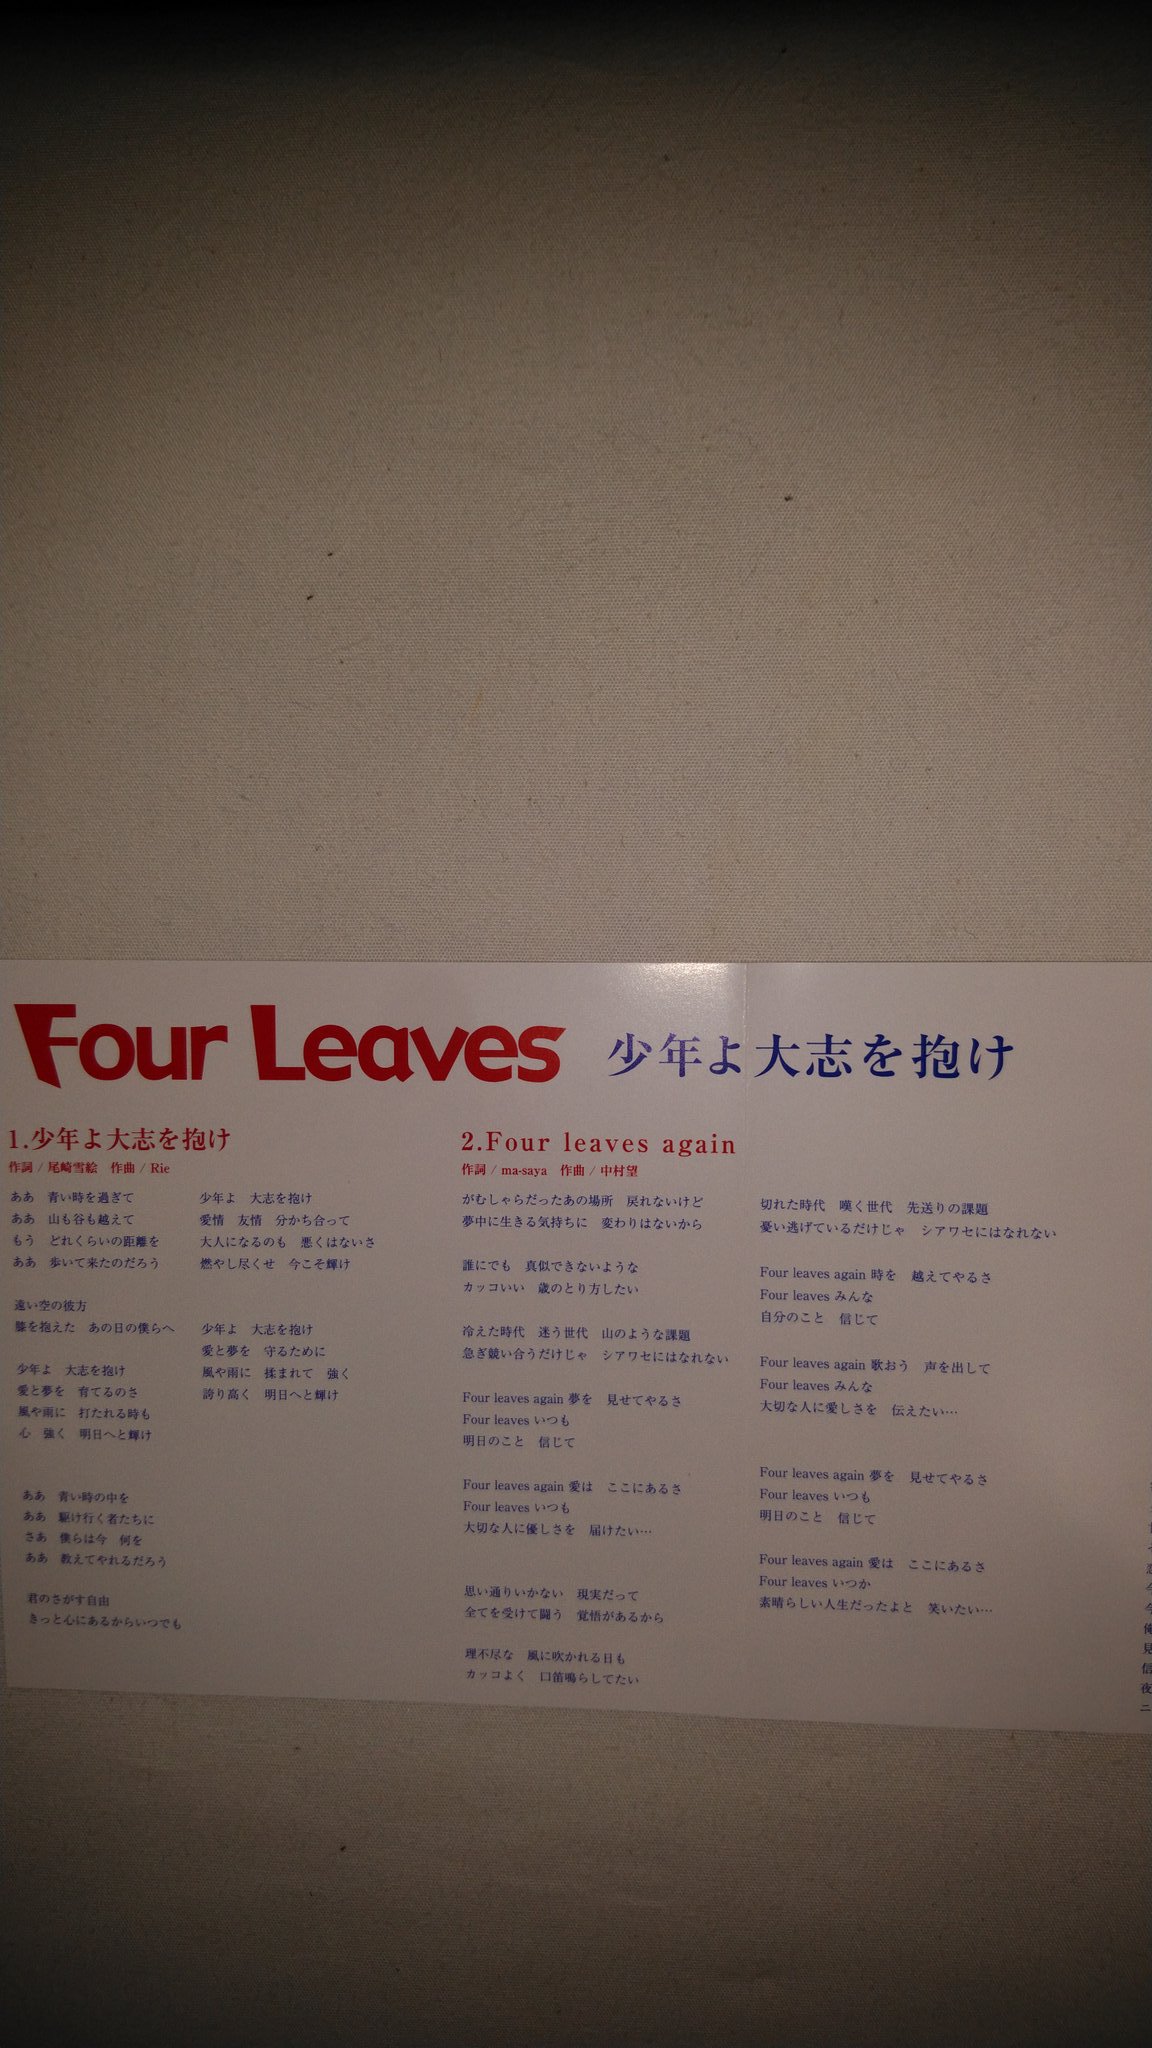 Four Leaves 少年よ大志を抱け
1.少年よ大志を抱け
作詞 / 尾崎雪絵　作曲 / Rie
ああ　青い時を過ぎて
ああ　山も谷も越えて
もう　どれくらいの距離を
ああ　歩いて来たのだろう
遠い空の彼方
膝を抱えた　あの日の僕らへ
少年よ　大志を抱け
愛と夢を　育てるのさ
風や雨に　打たれる時も
心　強く　明日へと輝け
ああ　青い時の中を
ああ　駆け行く者たちに
さあ　僕らは今　何を
ああ　教えてやれるだろう
君のさがす自由
きっと心にあるからいつでも
少年よ　大志を抱け
愛情　友情　分かち合って
大人になるのも　悪くはないさ
燃やし尽くせ　今こそ輝け
少年よ　大志を抱け
愛と夢を　守るために
風や雨に　揉まれて　強く
誇り高く　明日へと輝け
2.Four leaves again
作詞 / ma-saya　作曲 / 中村望
がむしゃらだったあの場所　戻れないけど
夢中に生きる気持ちに　変わりはないから
誰にでも　真似できないような
カッコいい　歳のとり方したい
冷えた時代　迷う世代　山のような課題
急ぎ競い合うだけじゃ　シアワセにはなれない
Four leaves again 夢を　見せてやるさ
Four leaves いつも
明日のこと　信じて
Four leaves again 愛は　ここにあるさ
Four leaves いつも
大切な人に優しさを　届けたい…
思い通りいかない　現実だって
全てを受けて闘う　覚悟があるから
理不尽な　風に吹かれる日も
カッコよく　口笛鳴らしてたい
切れた時代　嘆く世代　先送りの課題
憂い逃げているだけじゃ　シアワセにはなれない
Four leaves again 時を　越えてやるさ
Four leaves みんな
自分のこと　信じて
Four leaves again 歌おう　声を出して
Four leaves みんな
大切な人に愛しさを　伝えたい…
Four leaves again 夢を　見せてやるさ
Four leaves いつも
明日のこと　信じて
Four leaves again 愛は　ここにあるさ
Four leaves いつか
素晴らしい人生だったよと　笑いたい…
今
今
俺
見
信
夜
ニ